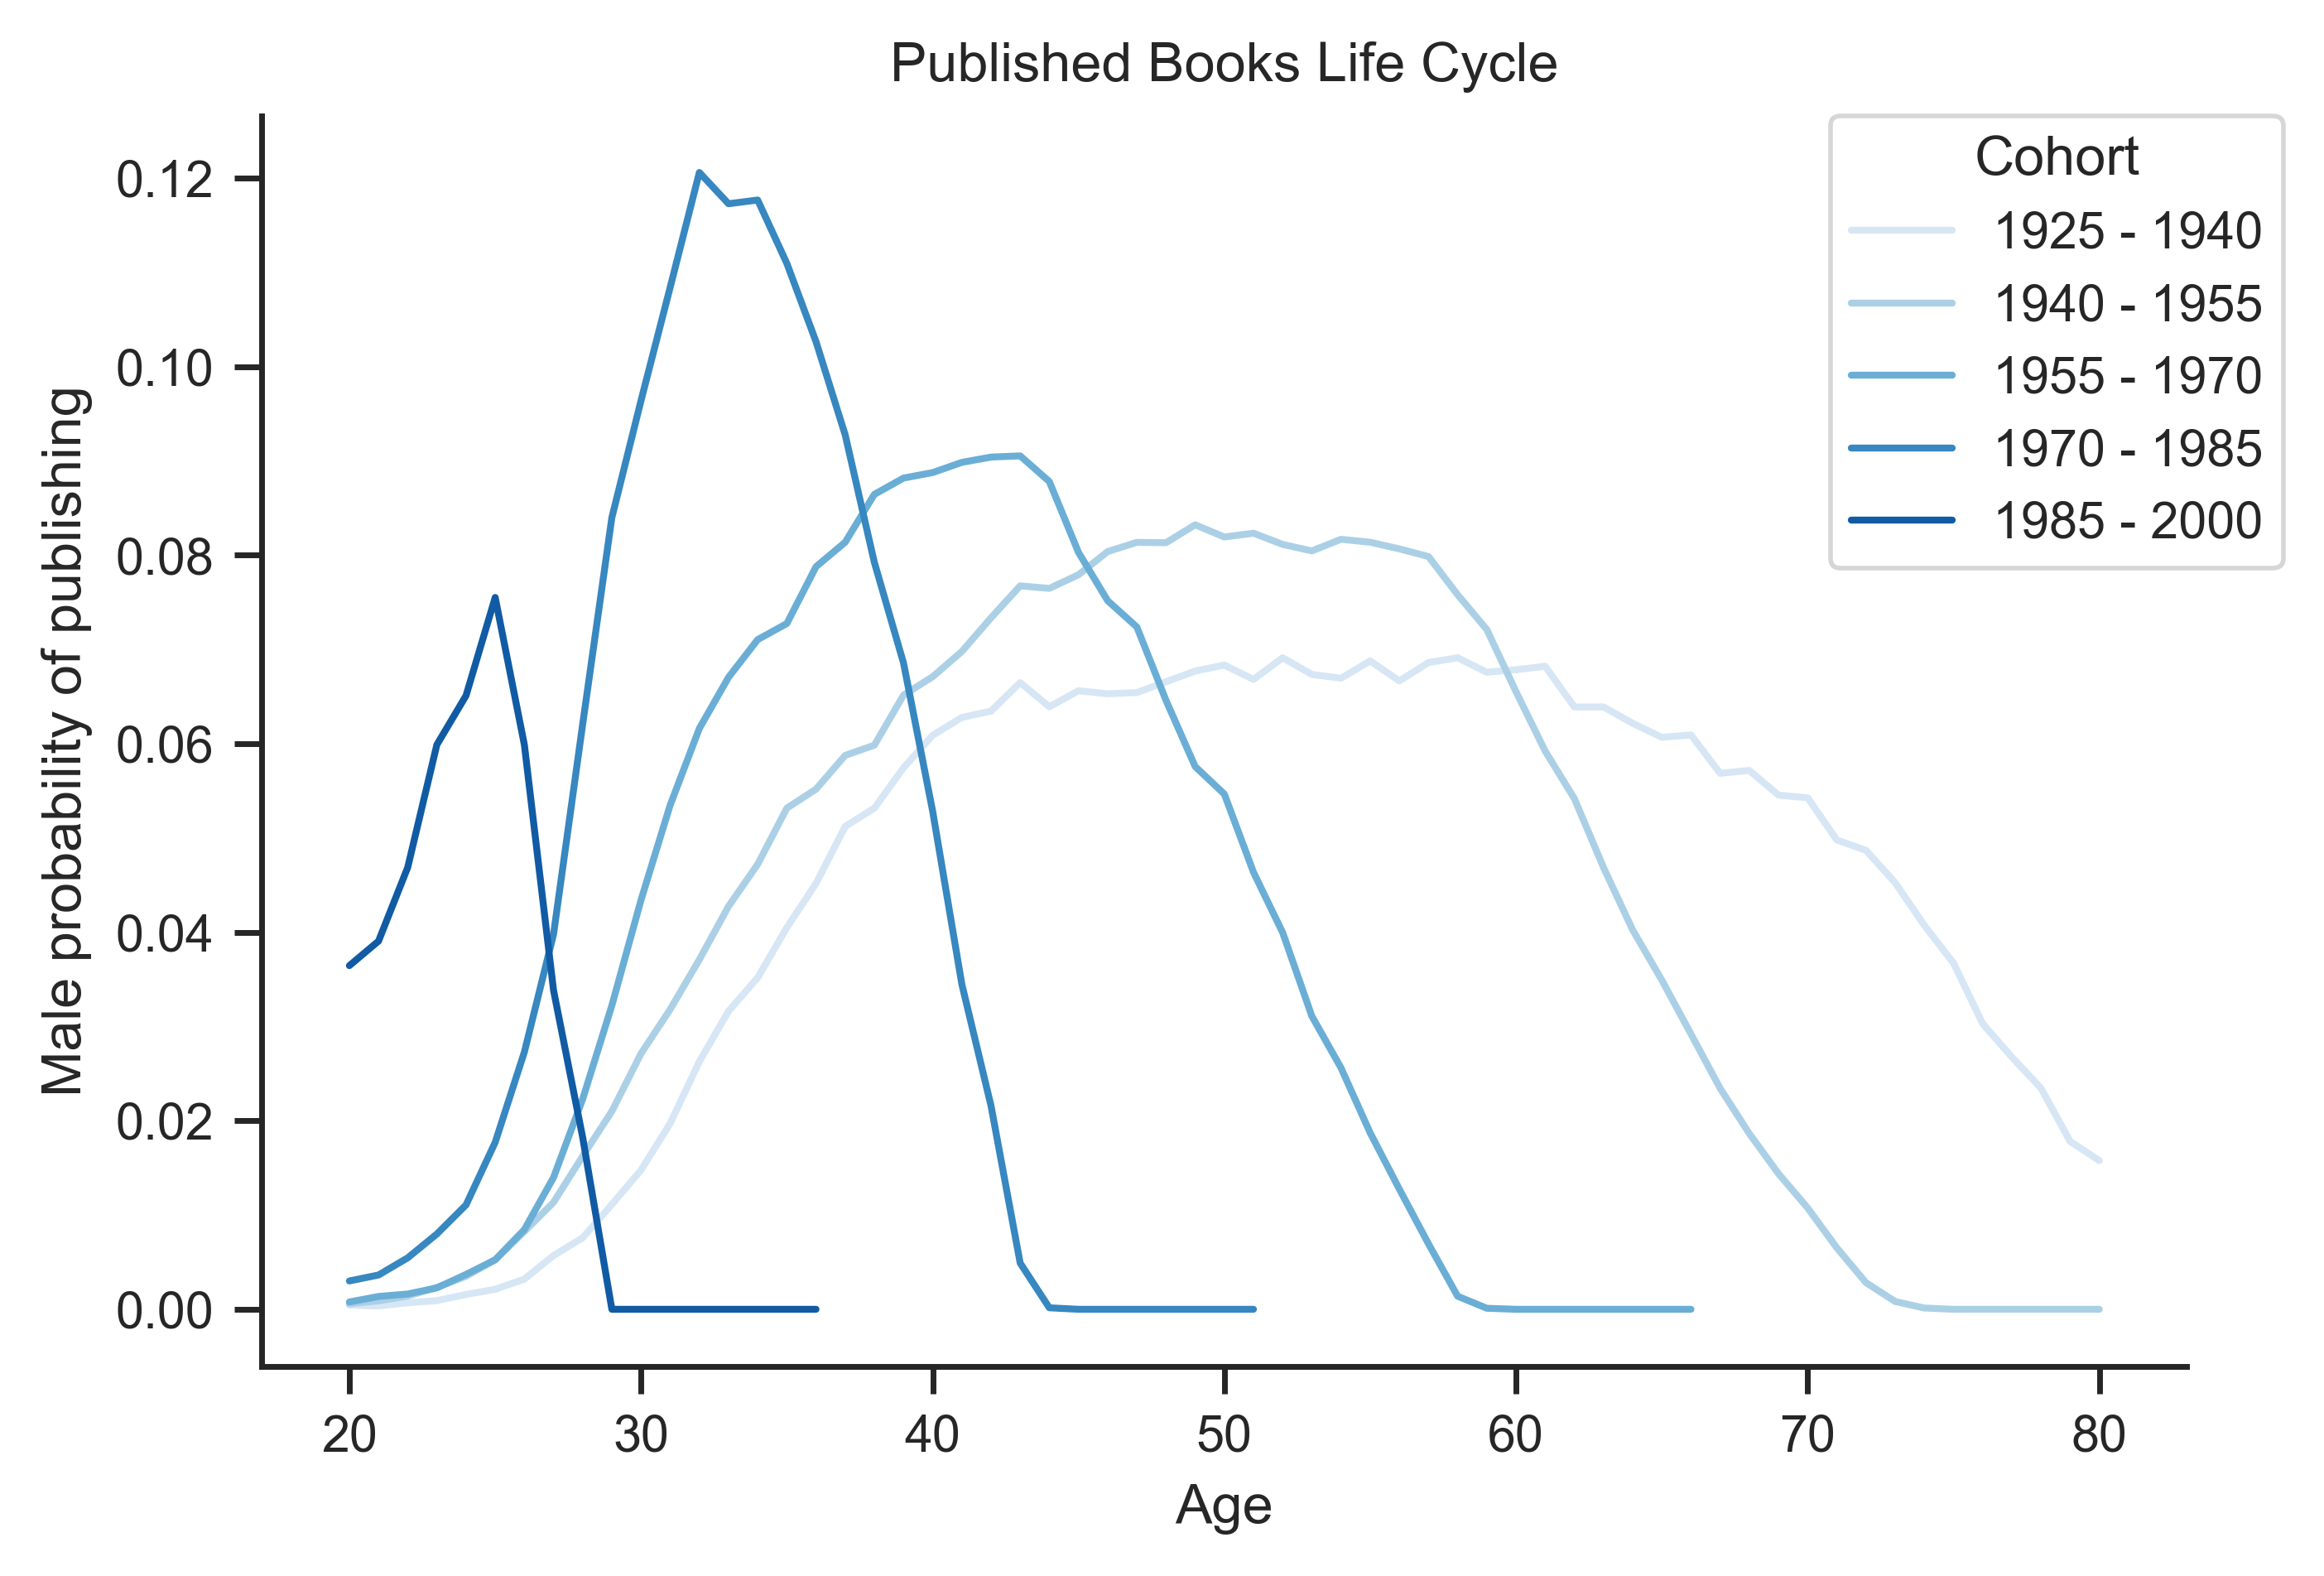 Published Books Life Cycle
Cohort
1925 - 1940
1940 - 1955
1955 - 1970
1970 - 1985
1985 - 2000
Male probability of publishing
0.12
0.10
0.08
0.06
0.04
0.02
0.00
20 30 40 50 60 70 80
Age